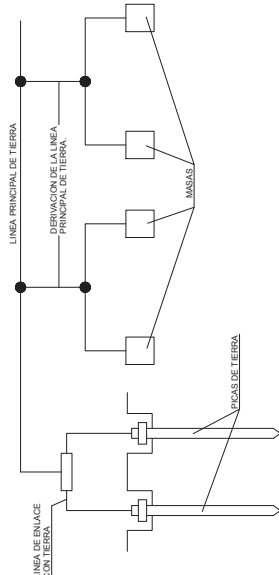 LINEA PRINCIPAL DE TIERRA
DERIVACION DE LA LINEA
PRINCIPAL DE TIERRA.
MASAS
PICAS DE TIERRA
INEA DE ENLACE
CON TIERRA